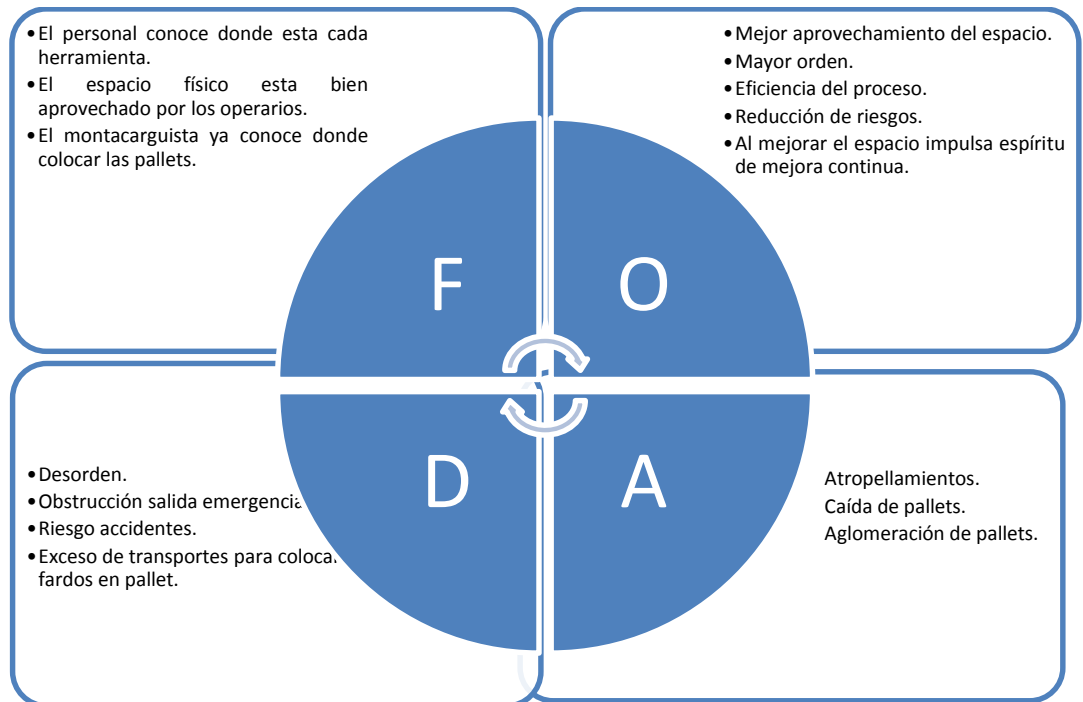 •El personal conoce donde esta cada
herramienta.
•El espacio físico esta bien
aprovechado por los operarios.
•El montacarguista ya conoce donde
colocar las pallets.
•Mejor aprovechamiento del espacio.
•Mayor orden.
•Eficiencia del proceso.
•Reducción de riesgos.
•Al mejorar el espacio impulsa espíritu
de mejora continua.
F
O
D
A
•Desorden.
•Obstrucción salida emergencia
•Riesgo accidentes.
•Exceso de transportes para colocar
fardos en pallet.
Atropellamientos.
Caída de pallets.
Aglomeración de pallets.